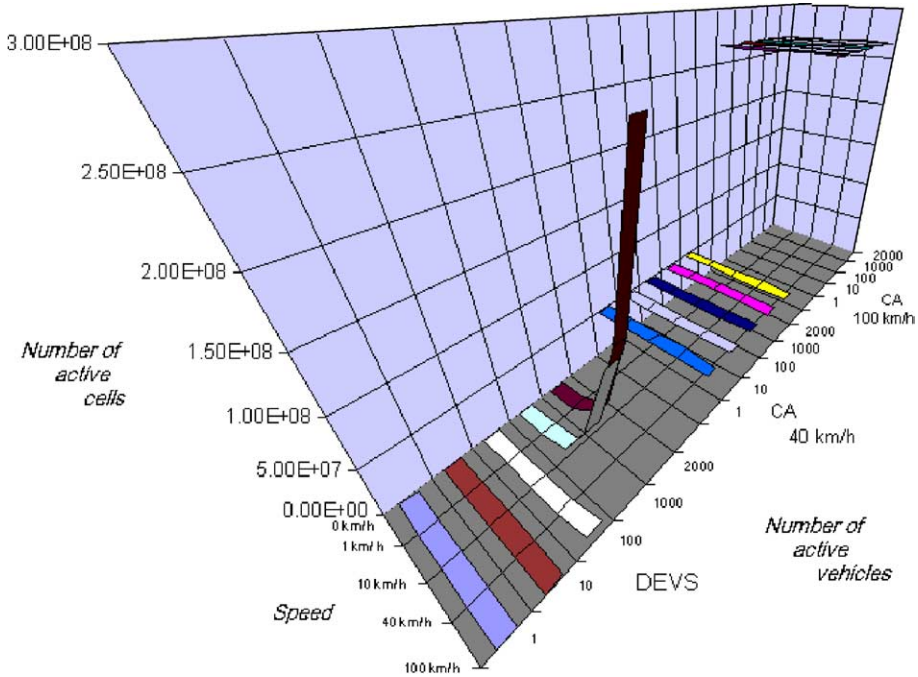 3.00E+08
2.50E+08
2.00E+08
1.50E+08
1.00E+08
5.00E+07
0.00E+00
Number of
active
cells
0 km/h
1 km/h
10 km/h
40 km/h
100 km/h
Speed
1
10
100
1000
2000
DEVS
1
10
100
1000
2000
CA
40 km/h
1
10
100
1000
2000
CA
100 km/h
Number of
active
vehicles